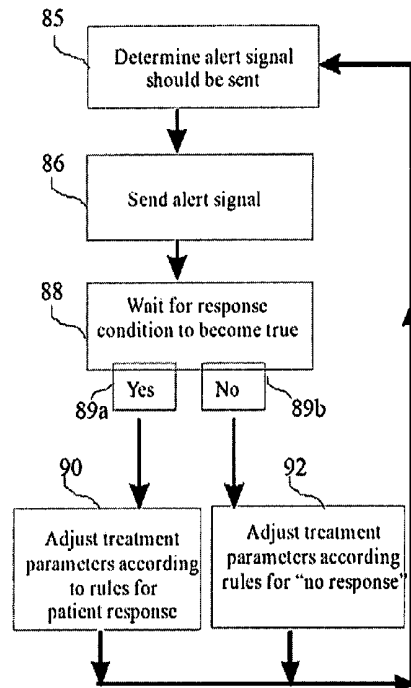 85
Determine alert signal
should be sent
86
Send alert signal
88
Wait for response
condition to become true
Yes
No
89a
89b
90
92
Adjust treatment
parameters according
to rules for
patient response
Adjust treatment
parameters according
rules for “no response”